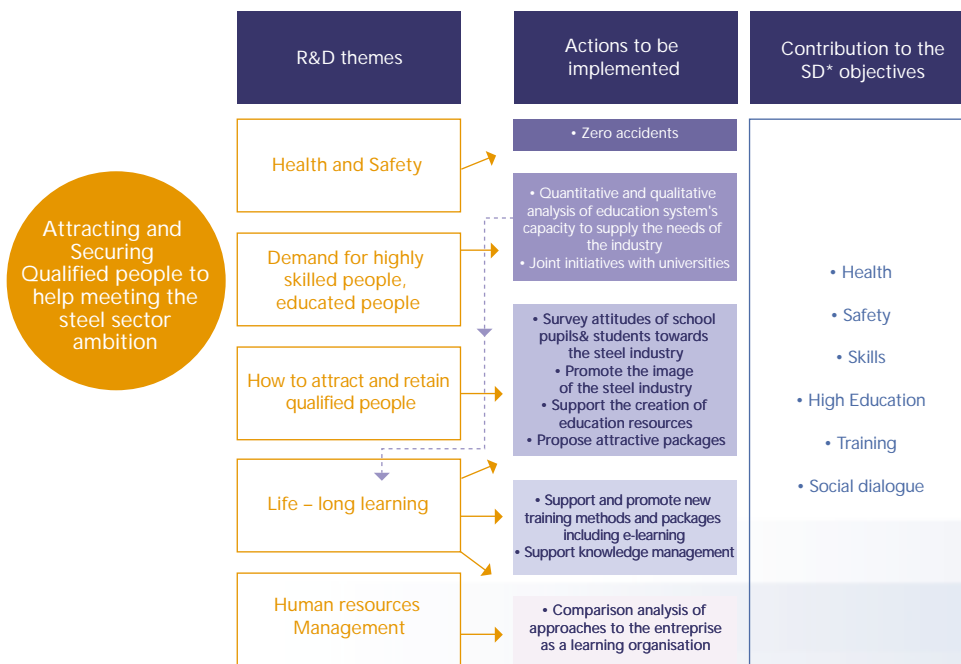 R&D themes
Actions to be
implemented
Contribution to the
SD* objectives
Attracting and
Securing
Qualified people to
help meeting the
steel sector
ambition
Health and Safety
Demand for highly
skilled people,
educated people
How to attract and retain
qualified people
Life – long learning
Human resources
Management
• Zero accidents
• Quantitative and qualitative
analysis of education system's
capacity to supply the needs of
the industry
• Joint initiatives with universities
• Survey attitudes of school
pupils& students towards
the steel industry
• Promote the image
of the steel industry
• Support the creation of
education resources
• Propose attractive packages
• Support and promote new
training methods and packages
including e-learning
• Support knowledge management
• Comparison analysis of
approaches to the entreprise
as a learning organisation
• Health
• Safety
• Skills
• High Education
• Training
• Social dialogue